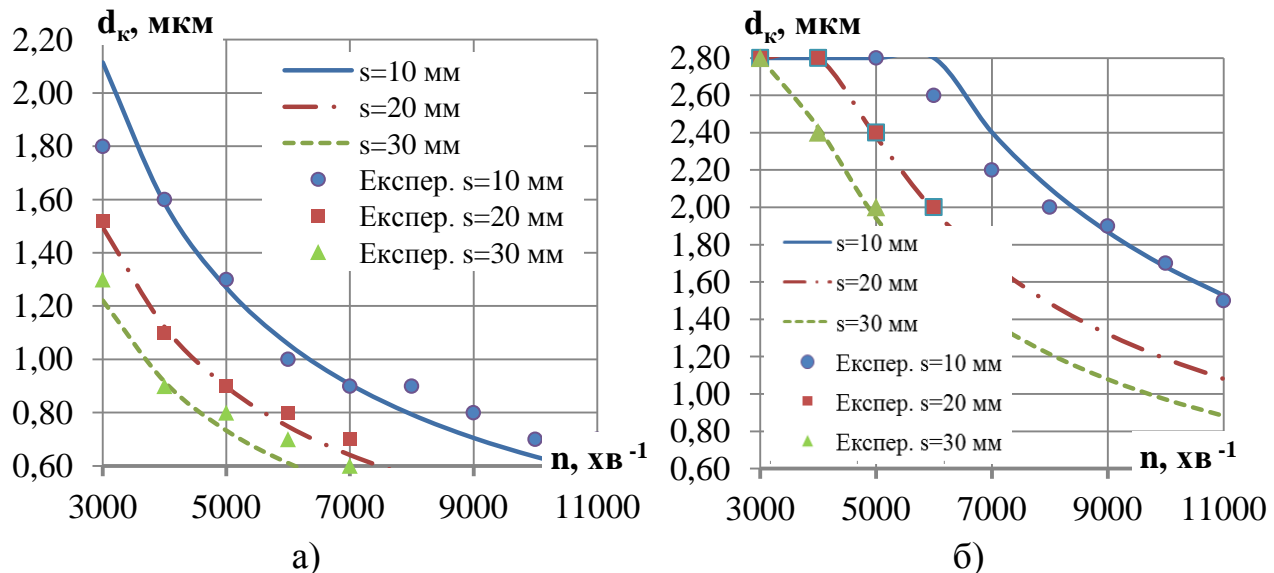 dк, мкм
2,20
2,00
1,80
1,60
1,40
1,20
1,00
0,80
0,60
3000
5000
7000
9000
11000
n, хв -1
s=10 мм
s=20 мм
s=30 мм
Експер. s=10 мм
Експер. s=20 мм
Експер. s=30 мм
а)
dк, мкм
2,80
2,60
2,40
2,20
2,00
1,80
1,60
1,40
1,20
1,00
0,80
0,60
3000
5000
7000
9000
11000
n, хв -1
s=10 мм
s=20 мм
s=30 мм
Експер. s=10 мм
Експер. s=20 мм
Експер. s=30 мм
б)